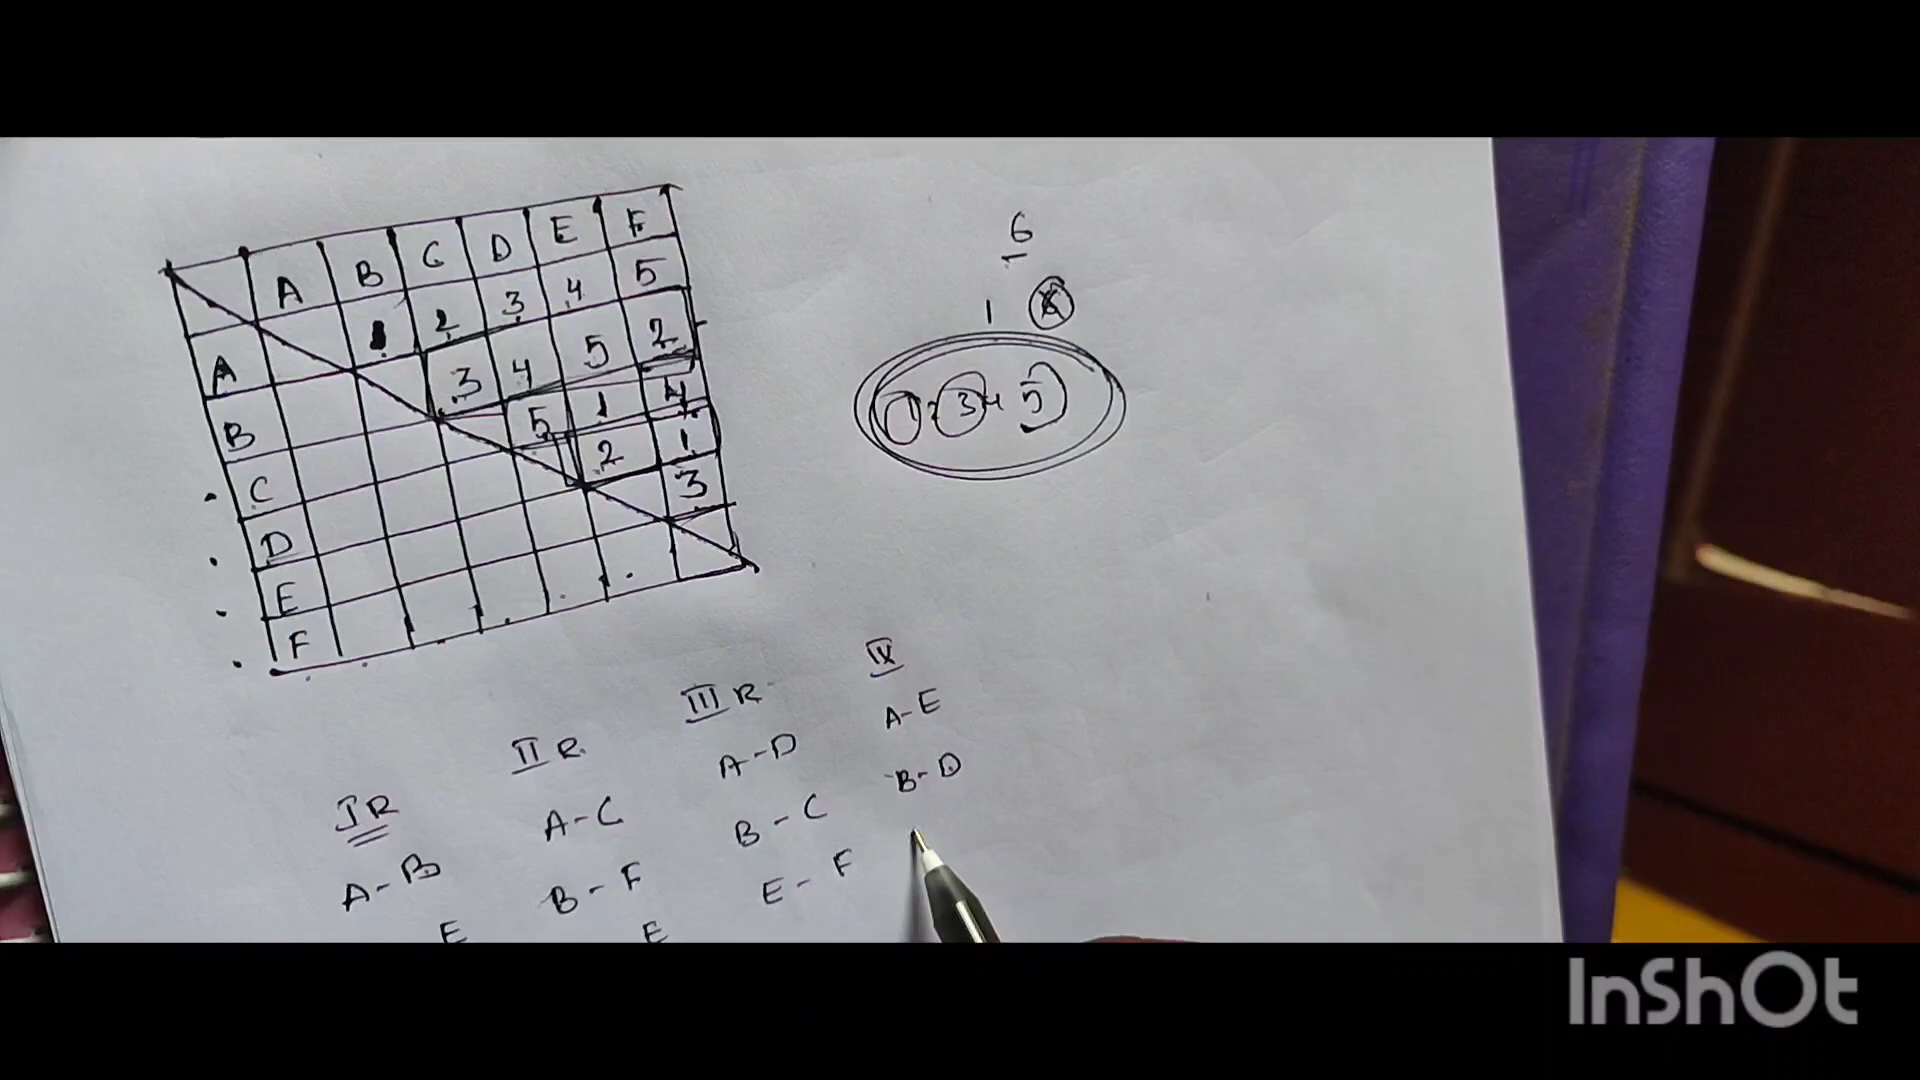 A B C D E F
A 1 2 3 4 5
B 3 4 5 2
C 5 1 4
D 2 1
E 3
F
6
1
1 3 4 5
I R
A-B
E
II R
A-C
B-F
E
III R
A-D
B-C
E-F
IV
A-E
B-D
InShOt